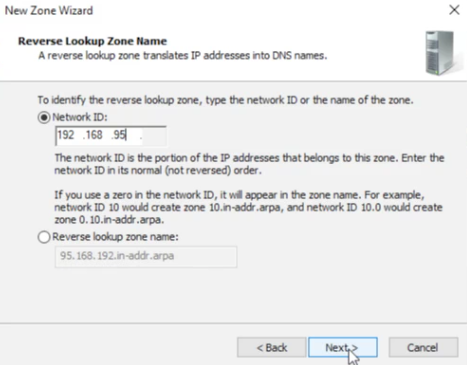 New Zone Wizard
Reverse Lookup Zone Name
A reverse lookup zone translates IP addresses into DNS names.
To identify the reverse lookup zone, type the network ID or the name of the zone.
Network ID:
192 .168 .95 .
The network ID is the portion of the IP addresses that belongs to this zone. Enter the
network ID in its normal (not reversed) order.
If you use a zero in the network ID, it will appear in the zone name. For example,
network ID 10 would create zone 10.in-addr.arpa, and network ID 10.0 would create
zone 0.10.in-addr.arpa.
Reverse lookup zone name:
95.168.192.in-addr.arpa
< Back Next > Cancel